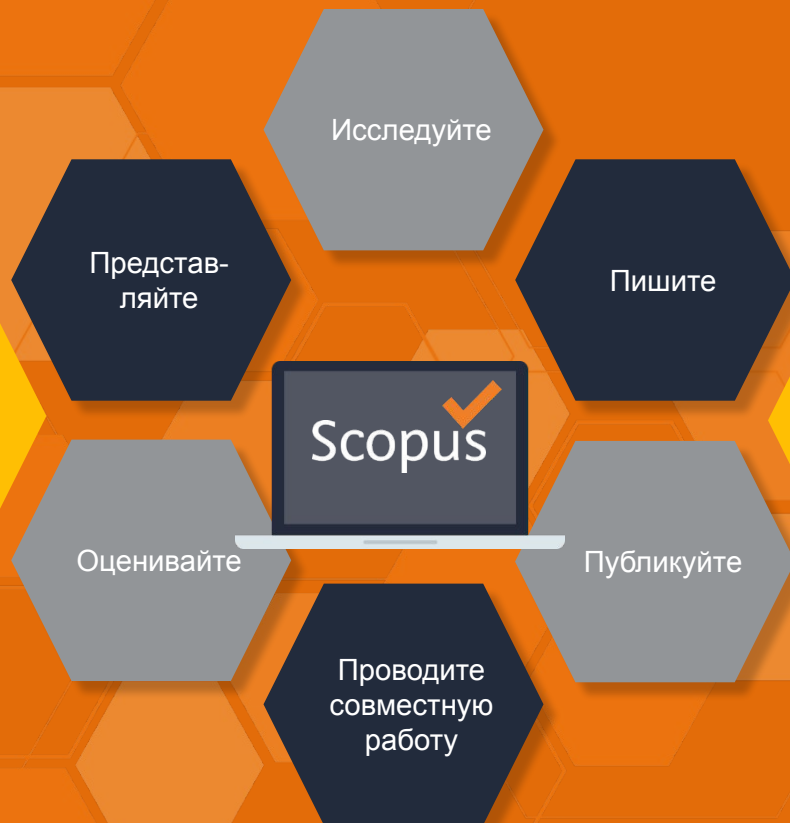 Исследуйте
Представ-
ляйте
Пишите
Scopus
Оценивайте
Публикуйте
Проводите
совместную
работу